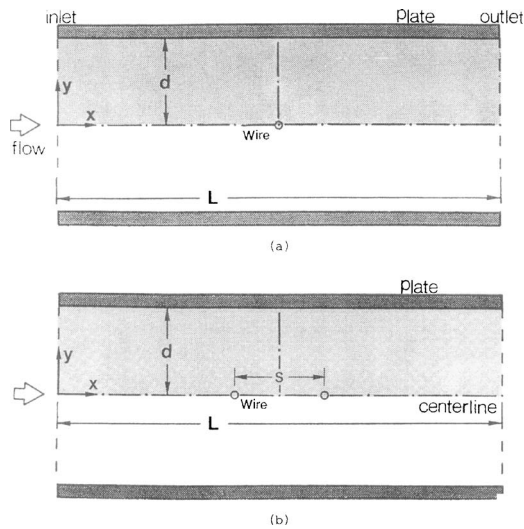 inlet plate outlet
d
y
x
Wire
flow
L
(a)
plate
d
y
x S
Wire centerline
L
(b)